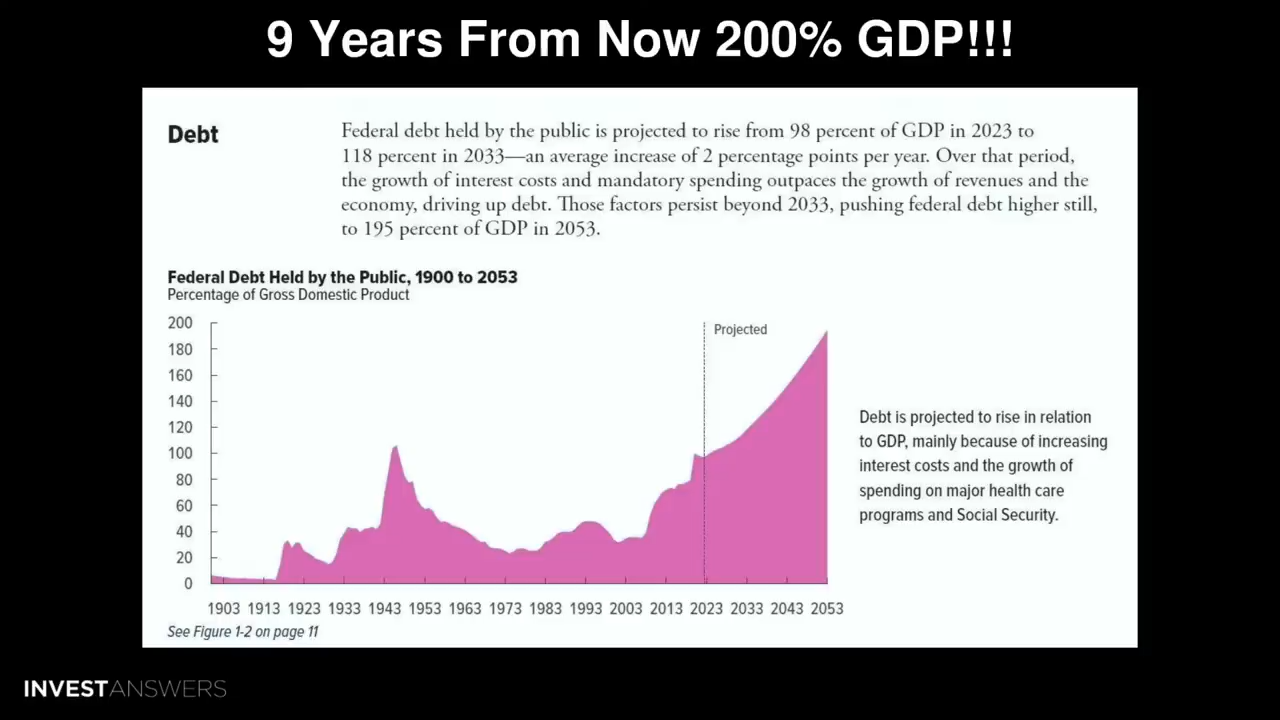 9 Years From Now 200% GDP!!!
Debt
Federal debt held by the public is projected to rise from 98 percent of GDP in 2023 to
118 percent in 2033—an average increase of 2 percentage points per year. Over that period,
the growth of interest costs and mandatory spending outpaces the growth of revenues and the
economy, driving up debt. Those factors persist beyond 2033, pushing federal debt higher still,
to 195 percent of GDP in 2053.
Federal Debt Held by the Public, 1900 to 2053
Percentage of Gross Domestic Product
200
180
160
140
120
100
80
60
40
20
0
Projected
1903 1913 1923 1933 1943 1953 1963 1973 1983 1993 2003 2013 2023 2033 2043 2053
Debt is projected to rise in relation
to GDP, mainly because of increasing
interest costs and the growth of
spending on major health care
programs and Social Security.
See Figure 1-2 on page 11
INVESTANSWERS